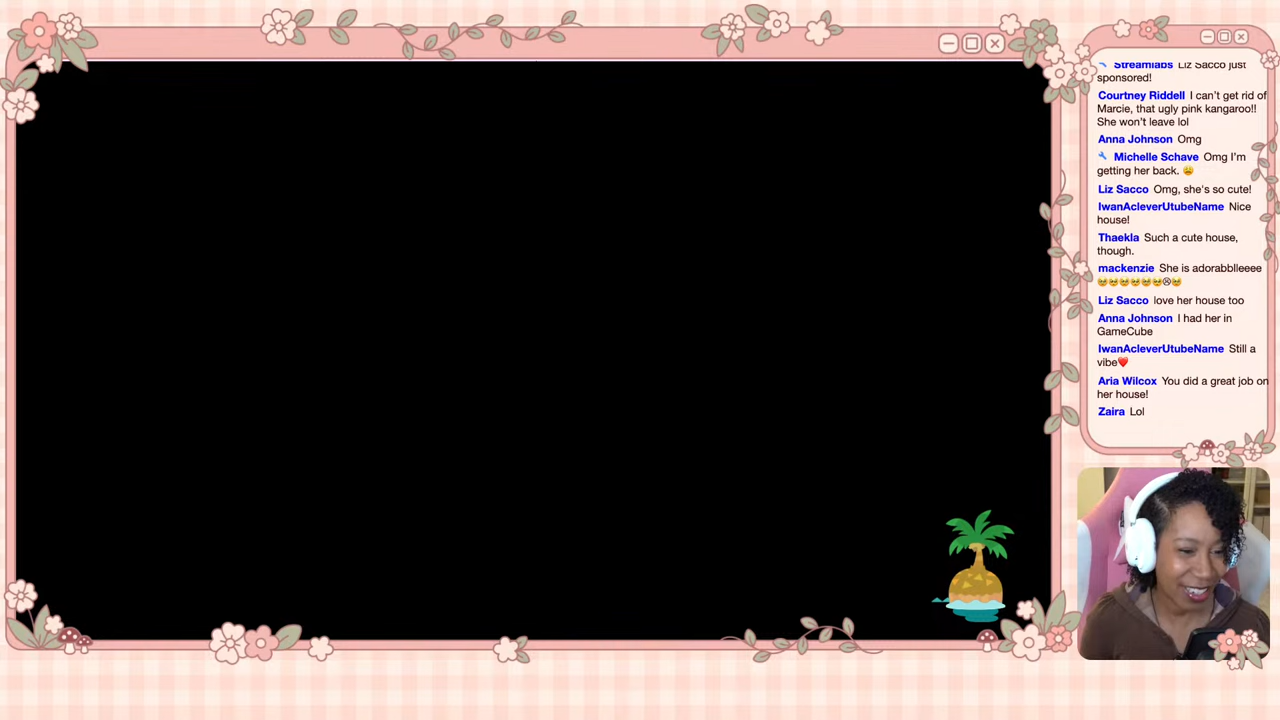 Streamlabs Liz Sacco just
sponsored!
Courtney Riddell I can't get rid of
Marcie, that ugly pink kangaroo!!
She won't leave lol
Anna Johnson Omg
Michelle Schave Omg I'm
getting her back. 😩
Liz Sacco Omg, she's so cute!
IwanAcleverUtubeName Nice
house!
Thaekla Such a cute house,
though.
mackenzie She is adorabblleeee
Liz Sacco love her house too
Anna Johnson I had her in
GameCube
IwanAcleverUtubeName Still a
vibe❤️
Aria Wilcox You did a great job on
her house!
Zaira Lol